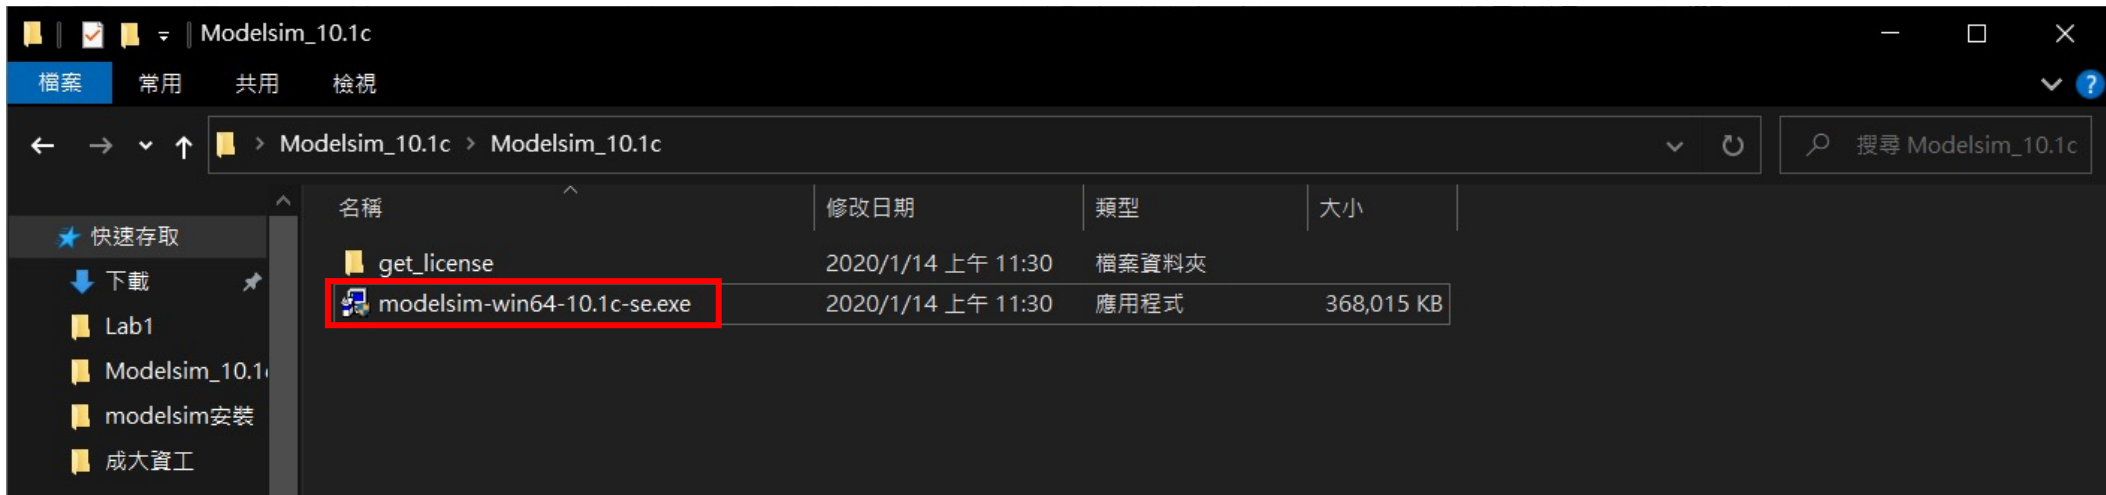 Modelsim_10.1c
檔案 常用 共用 檢視
Modelsim_10.1c > Modelsim_10.1c 搜尋 Modelsim_10.1c
名稱 修改日期 類型 大小
快速存取
get_license 2020/1/14 上午 11:30 檔案資料夾
下載
modelsim-win64-10.1c-se.exe 2020/1/14 上午 11:30 應用程式 368,015 KB
Lab1
Modelsim_10.1
modelsim安裝
成大資工